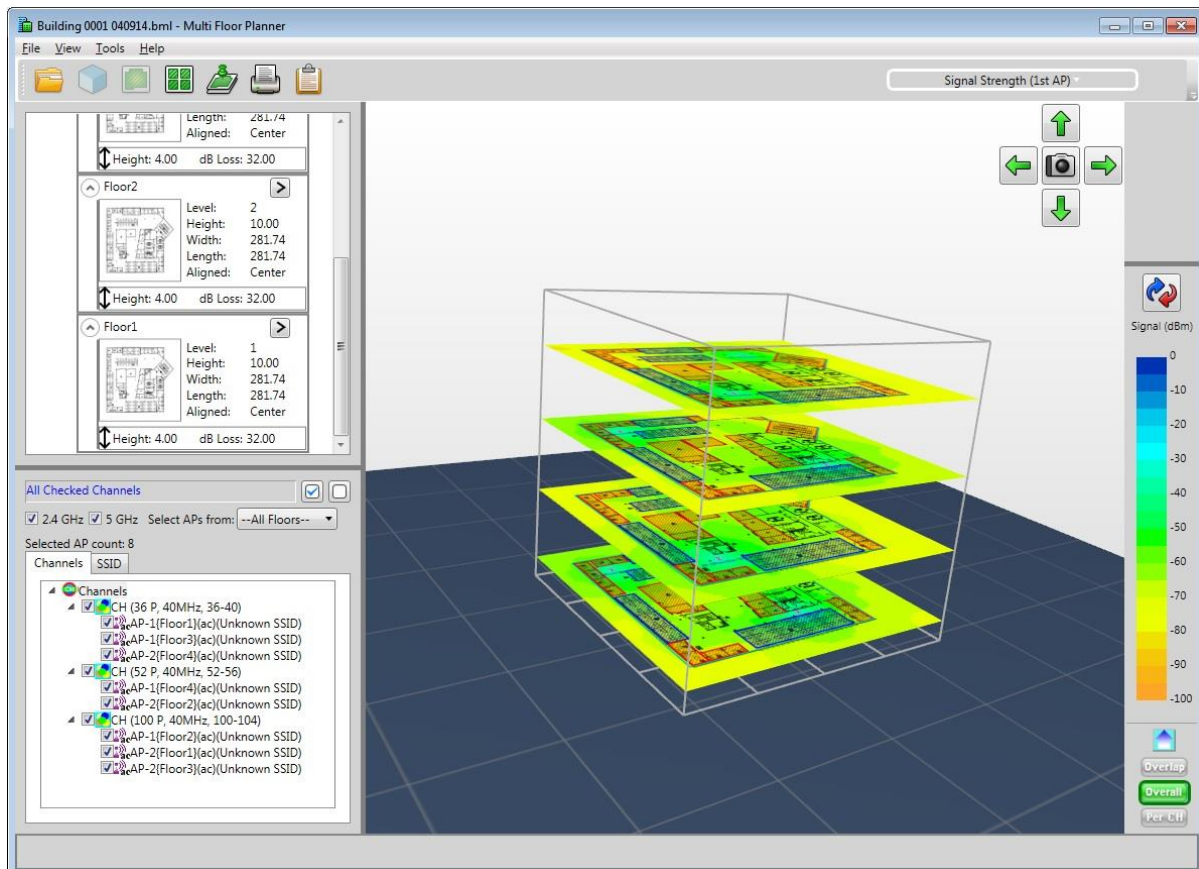 Building 0001 040914.bml - Multi Floor Planner
File View Tools Help
Signal Strength (1st AP)
Length: 281.74
Aligned: Center
Height: 4.00 dB Loss: 32.00
Floor2
Level: 2
Height: 10.00
Width: 281.74
Length: 281.74
Aligned: Center
Height: 4.00 dB Loss: 32.00
Floor1
Level: 1
Height: 10.00
Width: 281.74
Length: 281.74
Aligned: Center
Height: 4.00 dB Loss: 32.00
All Checked Channels
2.4 GHz 5 GHz Select APs from: --All Floors--
Selected AP count: 8
Channels SSID
Channels
CH (36 P, 40MHz, 36-40)
AP-1{Floor1}(ac)(Unknown SSID)
AP-1{Floor3}(ac)(Unknown SSID)
AP-2{Floor4}(ac)(Unknown SSID)
CH (52 P, 40MHz, 52-56)
AP-1{Floor4}(ac)(Unknown SSID)
AP-2{Floor2}(ac)(Unknown SSID)
CH (100 P, 40MHz, 100-104)
AP-1{Floor2}(ac)(Unknown SSID)
AP-2{Floor1}(ac)(Unknown SSID)
AP-2{Floor3}(ac)(Unknown SSID)
Signal (dBm)
0
-10
-20
-30
-40
-50
-60
-70
-80
-90
-100
Overlap
Overall
Per CH